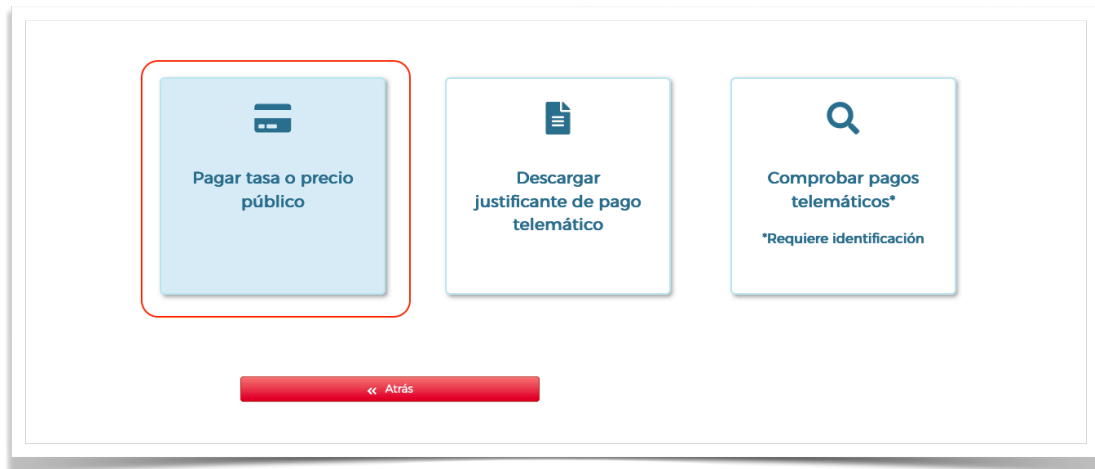 Pagar tasa o precio
público
Descargar
justificante de pago
telemático
Comprobar pagos
telemáticos*
*Requiere identificación
« Atrás